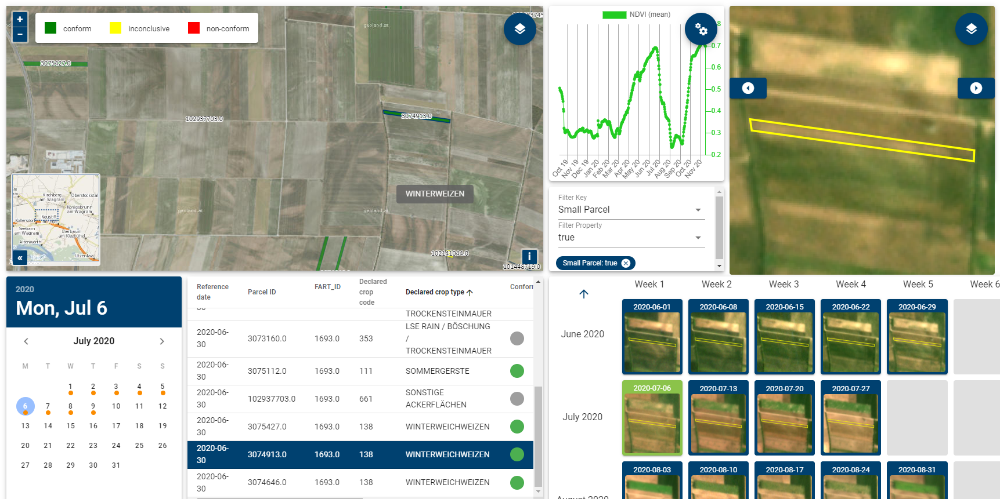 +
−
conform
inconclusive
non-conform
geoland.at
3075427.0
102937703.0
3074913.0
WINTERWEIZEN
geoland.at
geoland.at
102141044.0
101448719.0
Kirchberg
am Wagram
Oberstockstal
Königsbrunn
am Wagram
Neustift
Kollersdorf
Seebarn
am Wagram
Bierbaum
am Kleebühel
Altenwörth
Utzenlaa
«
i
NDVI (mean)
0.7
0.6
0.5
0.4
0.3
0.2
Oct 19
Nov 19
Dec 19
Jan 20
Feb 20
Mar 20
Apr 20
May 20
Jun 20
Jul 20
Aug 20
Sep 20
Oct 20
Nov 20
Filter Key
Small Parcel
Filter Property
true
Small Parcel: true
2020
Mon, Jul 6
July 2020
M T W T F S S
1 2 3 4 5
6 7 8 9 10 11 12
13 14 15 16 17 18 19
20 21 22 23 24 25 26
27 28 29 30 31
Reference date Parcel ID FART_ID Declared crop code Declared crop type Conform
TROCKENSTEINMAUER
2020-06-30 3073160.0 1693.0 353 LSE RAIN / BÖSCHUNG / TROCKENSTEINMAUER
2020-06-30 3075112.0 1693.0 111 SOMMERGERSTE
2020-06-30 102937703.0 1693.0 661 SONSTIGE ACKERFLÄCHEN
2020-06-30 3075427.0 1693.0 138 WINTERWEICHWEIZEN
2020-06-30 3074913.0 1693.0 138 WINTERWEICHWEIZEN
2020-06-30 3074646.0 1693.0 138 WINTERWEICHWEIZEN
Week 1 Week 2 Week 3 Week 4 Week 5 Week 6
June 2020
2020-06-01 2020-06-08 2020-06-15 2020-06-22 2020-06-29
July 2020
2020-07-06 2020-07-13 2020-07-20 2020-07-27
August 2020
2020-08-03 2020-08-10 2020-08-17 2020-08-24 2020-08-31